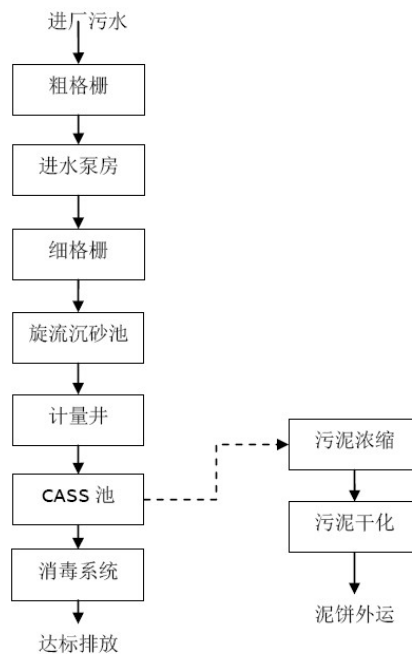 进厂污水
粗格栅
进水泵房
细格栅
旋流沉砂池
计量井
CASS 池
消毒系统
达标排放
污泥浓缩
污泥干化
泥饼外运